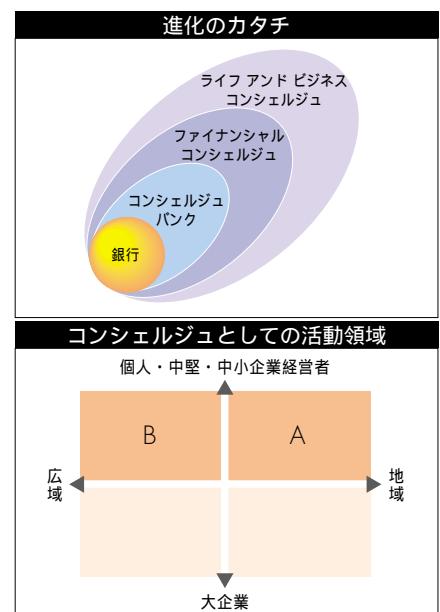 進化のカタチ
ライフ アンド ビジネス
コンシェルジュ
ファイナンシャル
コンシェルジュ
コンシェルジュ
バンク
銀行
コンシェルジュとしての活動領域
個人・中堅・中小企業経営者
B
A
広域
地域
大企業